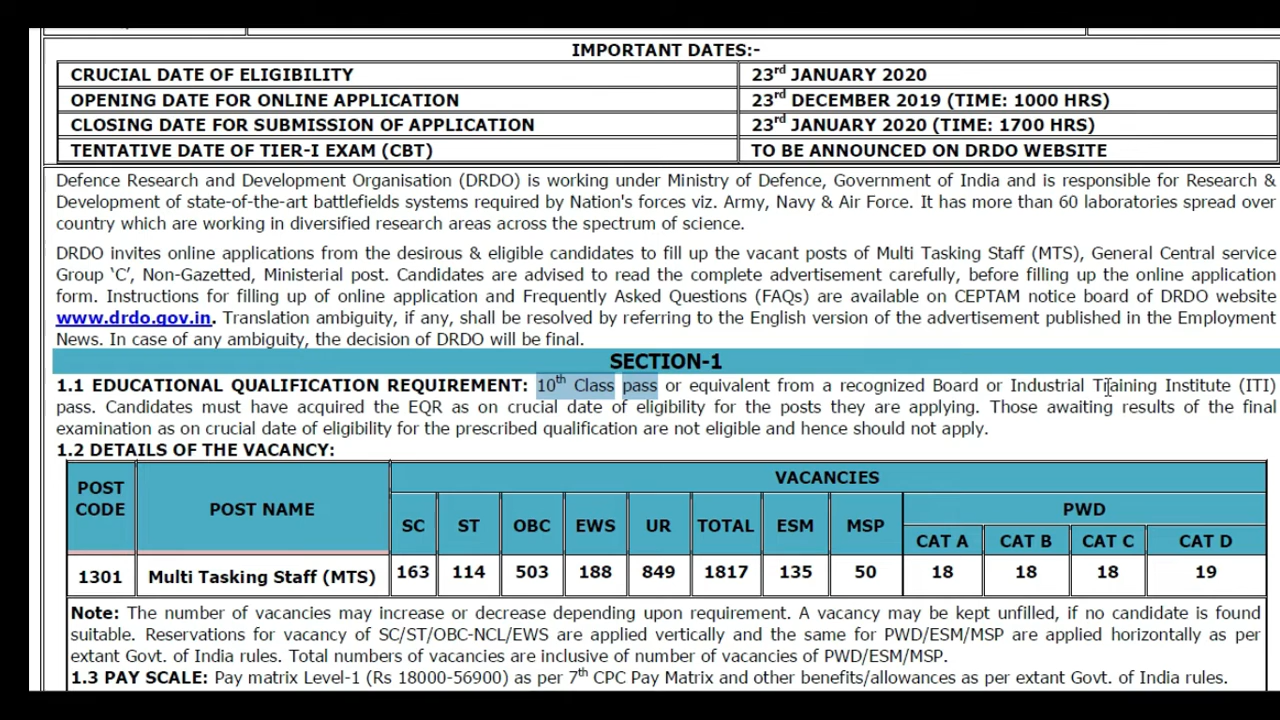 IMPORTANT DATES:-
CRUCIAL DATE OF ELIGIBILITY 23rd JANUARY 2020
OPENING DATE FOR ONLINE APPLICATION 23rd DECEMBER 2019 (TIME: 1000 HRS)
CLOSING DATE FOR SUBMISSION OF APPLICATION 23rd JANUARY 2020 (TIME: 1700 HRS)
TENTATIVE DATE OF TIER-I EXAM (CBT) TO BE ANNOUNCED ON DRDO WEBSITE
Defence Research and Development Organisation (DRDO) is working under Ministry of Defence, Government of India and is responsible for Research &
Development of state-of-the-art battlefields systems required by Nation's forces viz. Army, Navy & Air Force. It has more than 60 laboratories spread over
country which are working in diversified research areas across the spectrum of science.
DRDO invites online applications from the desirous & eligible candidates to fill up the vacant posts of Multi Tasking Staff (MTS), General Central service
Group ‘C’, Non-Gazetted, Ministerial post. Candidates are advised to read the complete advertisement carefully, before filling up the online application
form. Instructions for filling up of online application and Frequently Asked Questions (FAQs) are available on CEPTAM notice board of DRDO website
www.drdo.gov.in. Translation ambiguity, if any, shall be resolved by referring to the English version of the advertisement published in the Employment
News. In case of any ambiguity, the decision of DRDO will be final.
SECTION-1
1.1 EDUCATIONAL QUALIFICATION REQUIREMENT: 10th Class pass or equivalent from a recognized Board or Industrial Training Institute (ITI)
pass. Candidates must have acquired the EQR as on crucial date of eligibility for the posts they are applying. Those awaiting results of the final
examination as on crucial date of eligibility for the prescribed qualification are not eligible and hence should not apply.
1.2 DETAILS OF THE VACANCY:
POST CODE POST NAME VACANCIES
SC ST OBC EWS UR TOTAL ESM MSP PWD
CAT A CAT B CAT C CAT D
1301 Multi Tasking Staff (MTS) 163 114 503 188 849 1817 135 50 18 18 18 19
Note: The number of vacancies may increase or decrease depending upon requirement. A vacancy may be kept unfilled, if no candidate is found
suitable. Reservations for vacancy of SC/ST/OBC-NCL/EWS are applied vertically and the same for PWD/ESM/MSP are applied horizontally as per
extant Govt. of India rules. Total numbers of vacancies are inclusive of number of vacancies of PWD/ESM/MSP.
1.3 PAY SCALE: Pay matrix Level-1 (Rs 18000-56900) as per 7th CPC Pay Matrix and other benefits/allowances as per extant Govt. of India rules.